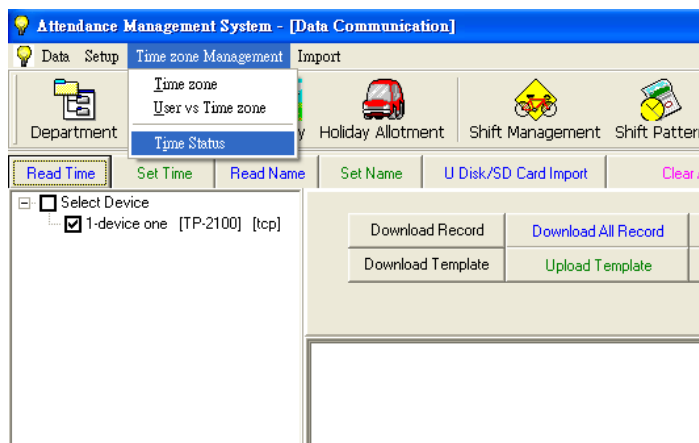 Attendance Management System - [Data Communication]
Data Setup Time zone Management Import
Time zone
User vs Time zone
Time Status
Department
Holiday Allotment
Shift Management
Read Time
Set Time
Read Name
Set Name
U Disk/SD Card Import
Clear
Select Device
1-device one [TP-2100] [tcp]
Download Record
Download All Record
Download Template
Upload Template